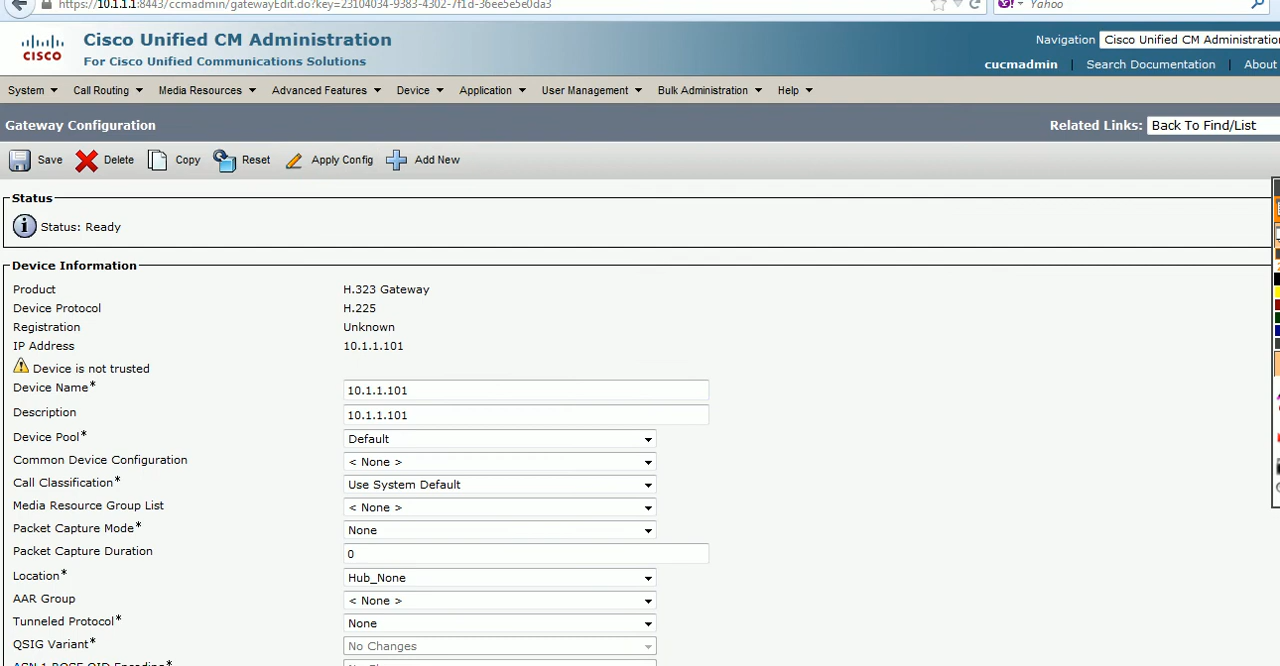 https://10.1.1.1:8443/ccmadmin/gatewayEdit.do?key=23104034-9383-4302-7f1d-36ee5e5e0da3 Yahoo
CISCO Cisco Unified CM Administration Navigation Cisco Unified CM Administration
For Cisco Unified Communications Solutions cucmadmin | Search Documentation | About
System Call Routing Media Resources Advanced Features Device Application User Management Bulk Administration Help
Gateway Configuration Related Links: Back To Find/List
Save Delete Copy Reset Apply Config Add New
Status
Status: Ready
Device Information
Product H.323 Gateway
Device Protocol H.225
Registration Unknown
IP Address 10.1.1.101
Device is not trusted
Device Name* 10.1.1.101
Description 10.1.1.101
Device Pool* Default
Common Device Configuration < None >
Call Classification* Use System Default
Media Resource Group List < None >
Packet Capture Mode* None
Packet Capture Duration 0
Location* Hub_None
AAR Group < None >
Tunneled Protocol* None
QSIG Variant* No Changes
ASN.1 ROSE OID Encoding*